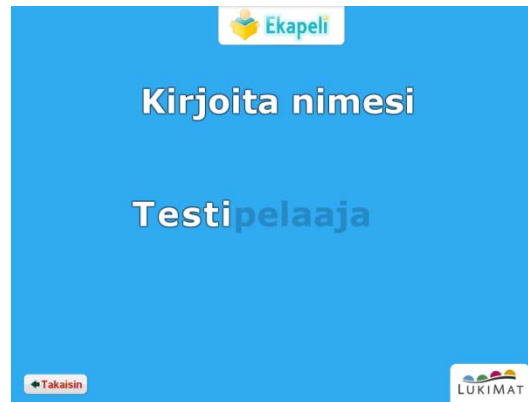 Ekapeli
Kirjoita nimesi
Testipelaaja
Takaisin
LUKIMAT